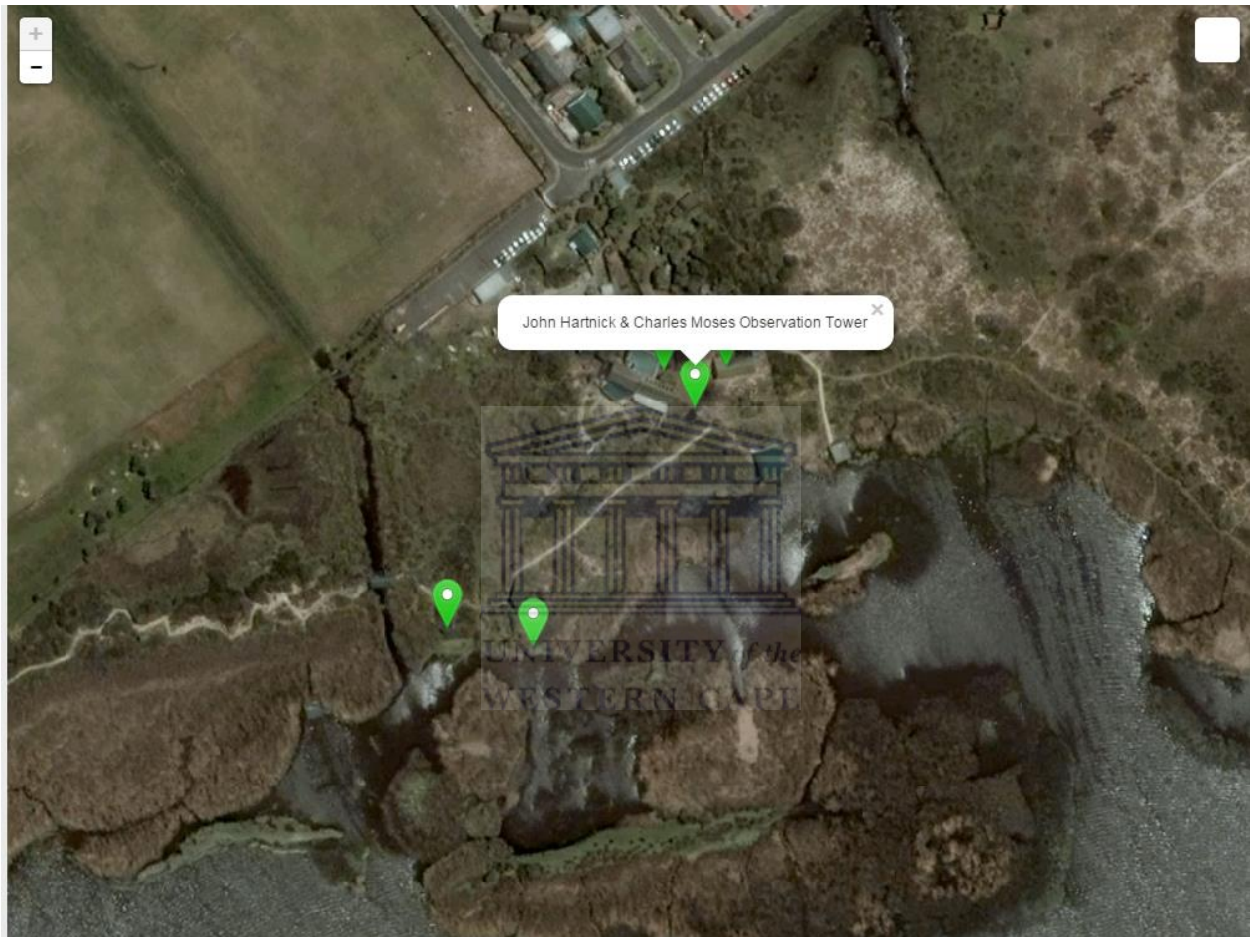 +
-
John Hartnick & Charles Moses Observation Tower
×
UNIVERSITY of the
WESTERN CAPE